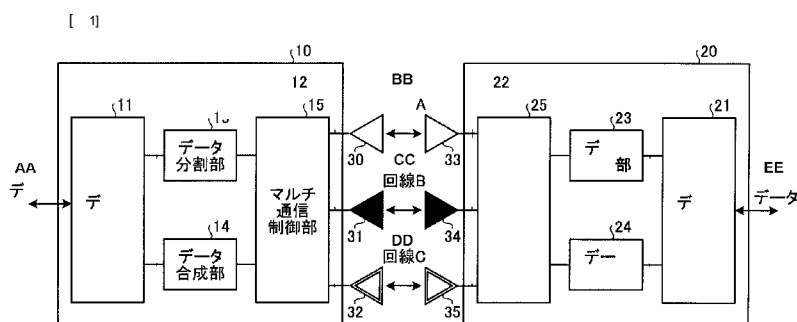 [ 1]
10
20
12
BB
22
11
13
15
A
25
23
21
データ
分割部
デ
部
AA
デ
デ
30
33
CC
回線B
マルチ
通信
制御部
EE
データ
デ
14
31
34
24
データ
合成部
DD
回線C
デー
32
35